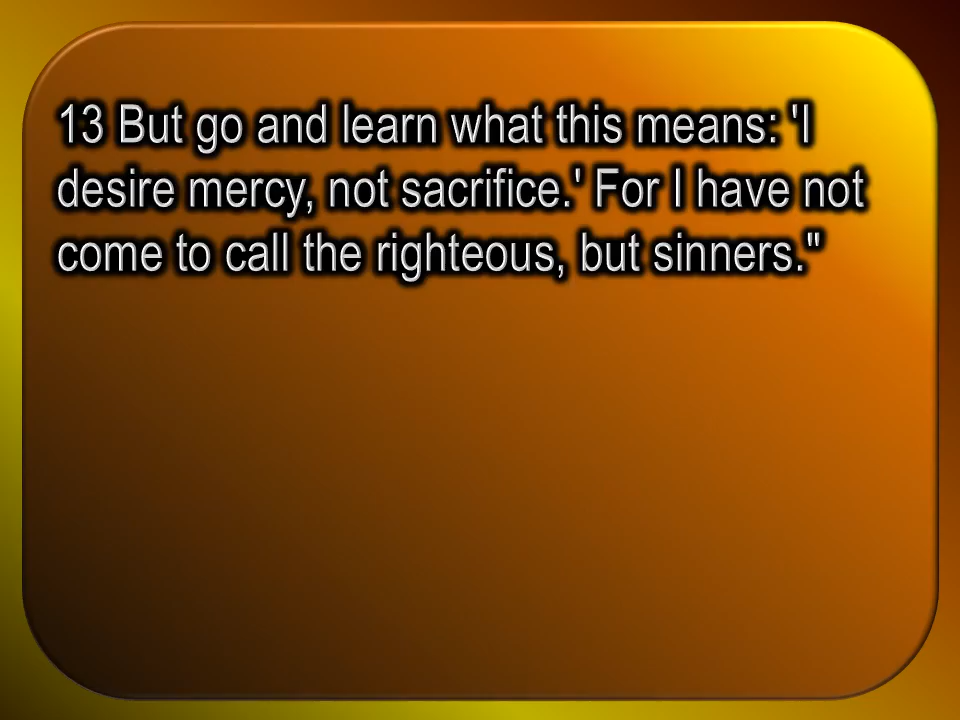 13 But go and learn what this means: 'I
desire mercy, not sacrifice.' For I have not
come to call the righteous, but sinners."